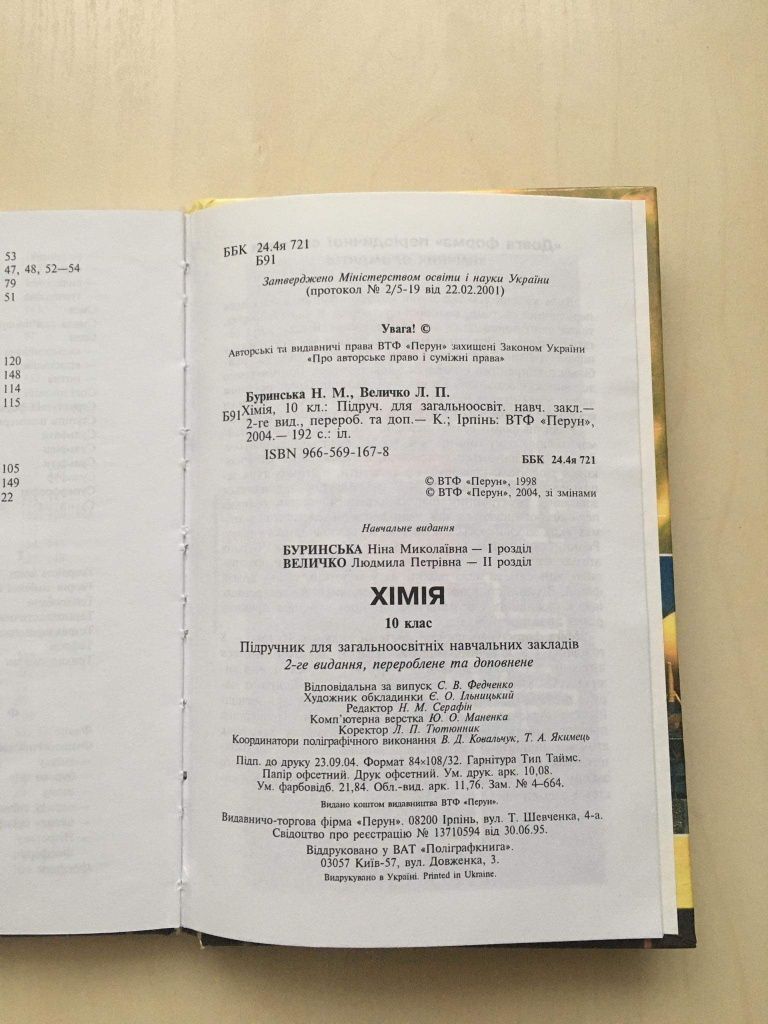 53
47, 48, 52—54
79
51
120
148
114
115
105
149
22
ББК 24.4я 721
Б91
Затверджено Міністерством освіти і науки України
(протокол № 2/5-19 від 22.02.2001)
Увага! ©
Авторські та видавничі права ВТФ «Перун» захищені Законом України
«Про авторське право і суміжні права»
Буринська Н. М., Величко Л. П.
Б91 Хімія, 10 кл.: Підруч. для загальноосвіт. навч. закл.—
2-ге вид., перероб. та доп.— К.; Ірпінь: ВТФ «Перун»,
2004.— 192 с.: іл.
ISBN 966-569-167-8
ББК 24.4я 721
© ВТФ «Перун», 1998
© ВТФ «Перун», 2004, зі змінами
Навчальне видання
БУРИНСЬКА Ніна Миколаївна — I розділ
ВЕЛИЧКО Людмила Петрівна — II розділ
ХІМІЯ
10 клас
Підручник для загальноосвітніх навчальних закладів
2-ге видання, перероблене та доповнене
Відповідальна за випуск С. В. Федченко
Художник обкладинки Є. О. Ільницький
Редактор Н. М. Серафін
Комп’ютерна верстка Ю. О. Маненка
Коректор Л. П. Тютюнник
Координатори поліграфічного виконання В. Д. Ковальчук, Т. А. Якимець
Підп. до друку 23.09.04. Формат 84×108/32. Гарнітура Тип Таймс.
Папір офсетний. Друк офсетний. Ум. друк. арк. 10,08.
Ум. фарбовідб. 21,84. Обл.-вид. арк. 11,76. Зам. № 4–664.
Видано коштом видавництва ВТФ «Перун».
Видавничо-торгова фірма «Перун». 08200 Ірпінь, вул. Т. Шевченка, 4-а.
Свідоцтво про реєстрацію № 13710594 від 30.06.95.
Віддруковано у ВАТ «Поліграфкнига».
03057 Київ-57, вул. Довженка, 3.
Видрукувано в Україні. Printed in Ukraine.